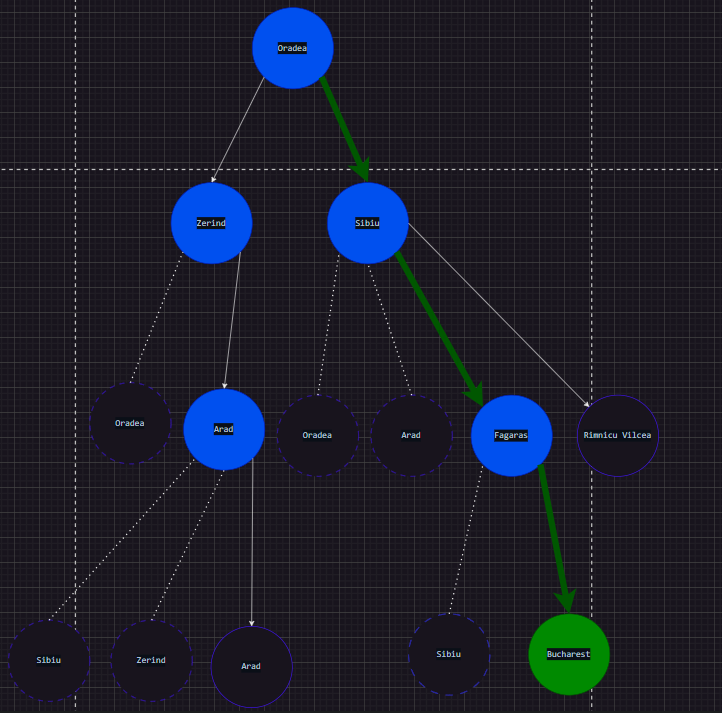 Oradea
Zerind
Sibiu
Oradea
Arad
Oradea
Arad
Fagaras
Rimnicu Vilcea
Sibiu
Zerind
Arad
Sibiu
Bucharest